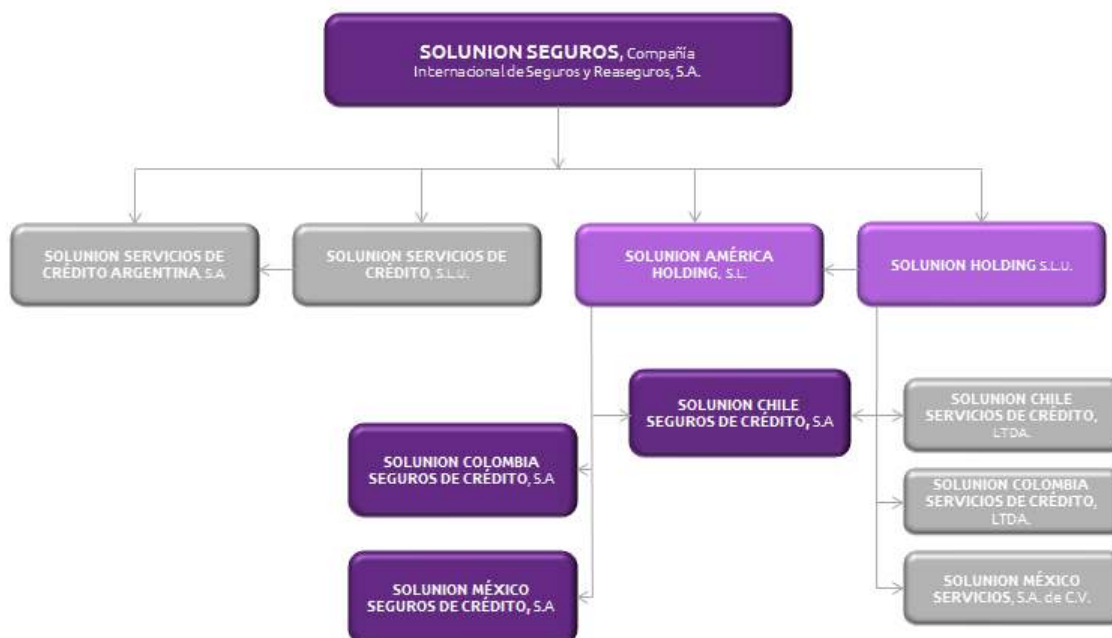 SOLUNION SEGUROS, Compañía
Internacional de Seguros y Reaseguros, S.A.
SOLUNION SERVICIOS DE
CRÉDITO ARGENTINA, S.A
SOLUNION SERVICIOS DE
CRÉDITO, S.L.U.
SOLUNION AMÉRICA
HOLDING, S.L.
SOLUNION HOLDING S.L.U.
SOLUNION CHILE
SEGUROS DE CRÉDITO, S.A
SOLUNION CHILE
SERVICIOS DE CRÈDITO,
LTDA.
SOLUNION COLOMBIA
SEGUROS DE CRÉDITO, S.A
SOLUNION COLOMBIA
SERVICIOS DE CRÉDITO,
LTDA.
SOLUNION MÉXICO
SEGUROS DE CRÉDITO, S.A
SOLUNION MÉXICO
SERVICIOS, S.A. de C.V.